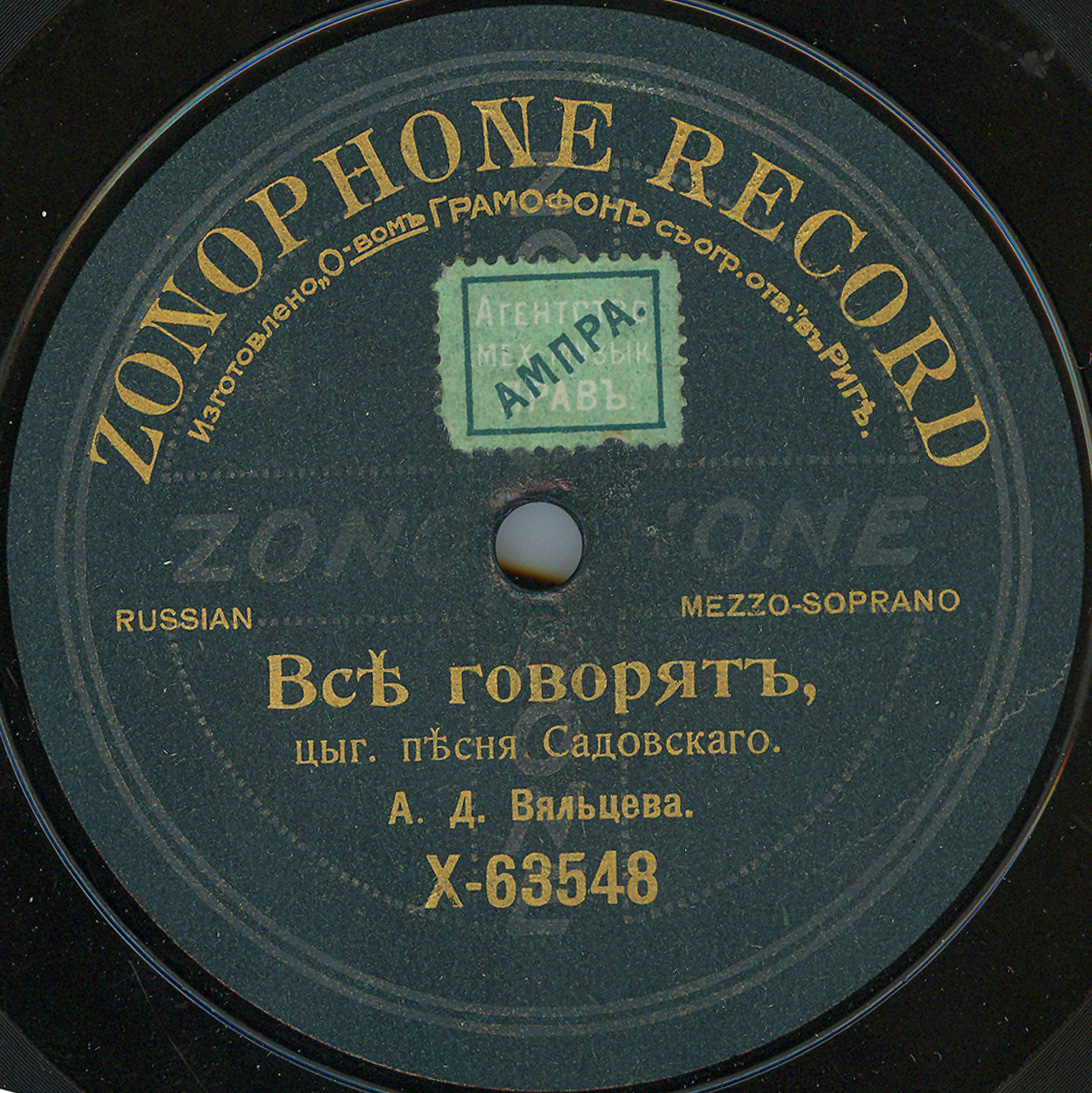 ZONOPHONE RECORD
Изготовлено „О-вомъ ГРАМОФОНЪ съ огр. отв." въ Ригѣ.
АГЕНТСТВО
МЕХ. МУЗЫК.
ПРАВЪ
АМПРА.
ZONOPHONE
RUSSIAN
MEZZO-SOPRANO
Всѣ говорятъ,
цыг. пѣсня Садовскаго.
А. Д. Вяльцева.
X-63548